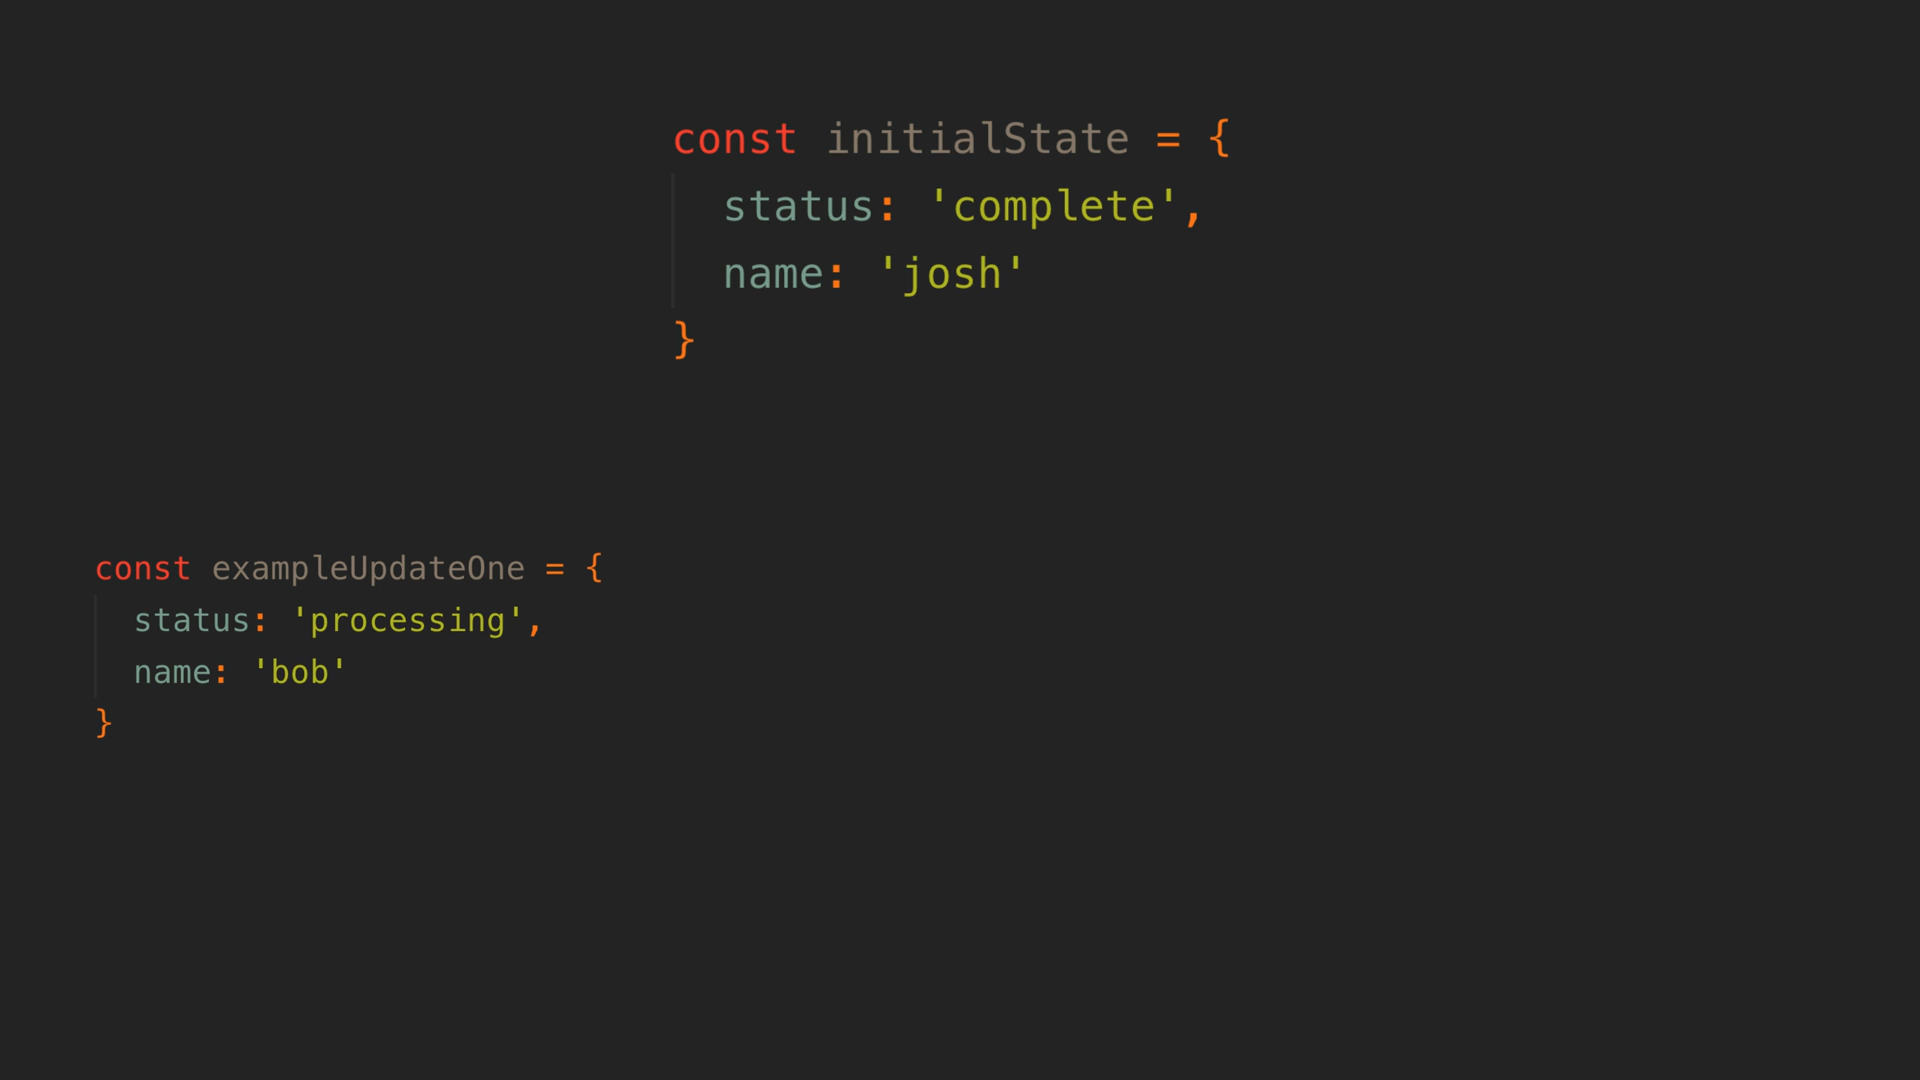 const initialState = {
  status: 'complete',
  name: 'josh'
}
const exampleUpdateOne = {
  status: 'processing',
  name: 'bob'
}